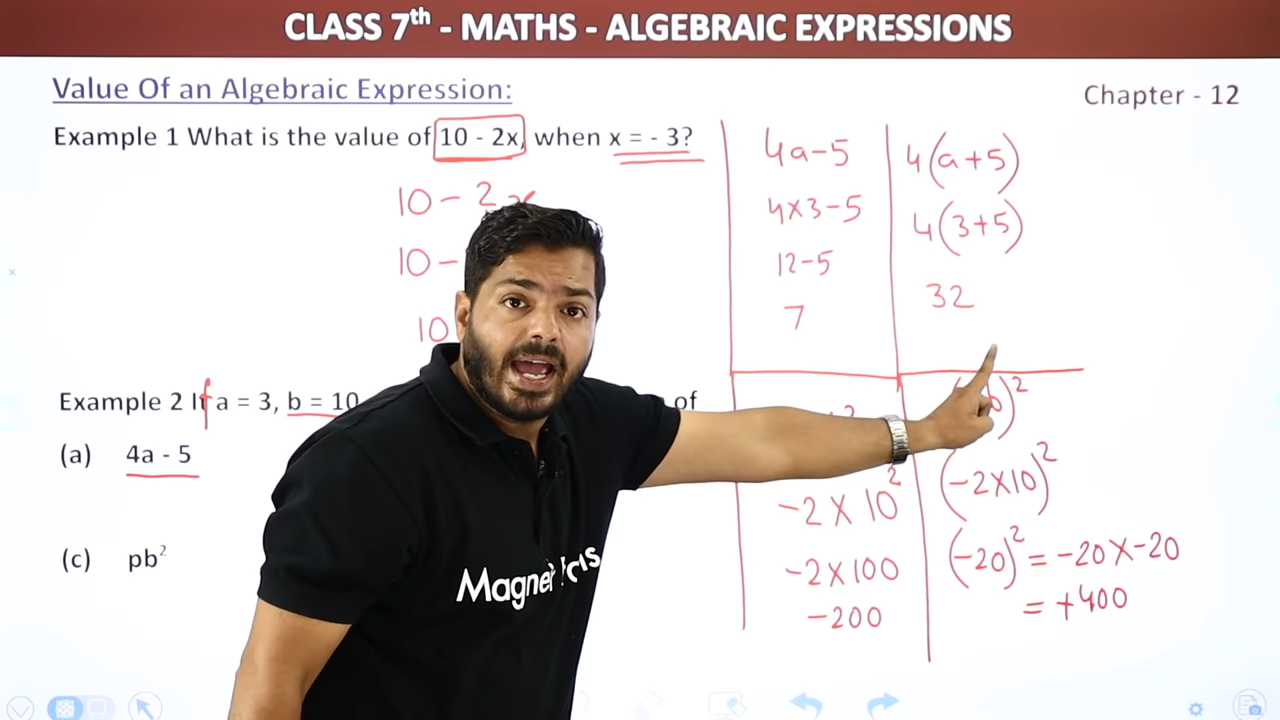 CLASS 7th - MATHS - ALGEBRAIC EXPRESSIONS
Value Of an Algebraic Expression:
Chapter - 12
Example 1 What is the value of 10 - 2x, when x = - 3?
10 - 2x
10 -
10
4a-5
4x3-5
12-5
7
4(a+5)
4(3+5)
32
Example 2 If a = 3, b = 10 of
(a) 4a - 5
(c) pb²
-2 x 10²
-2 x 100
-200
(-2x10)²
(-20)² = -20 x -20
= +400
Magnet